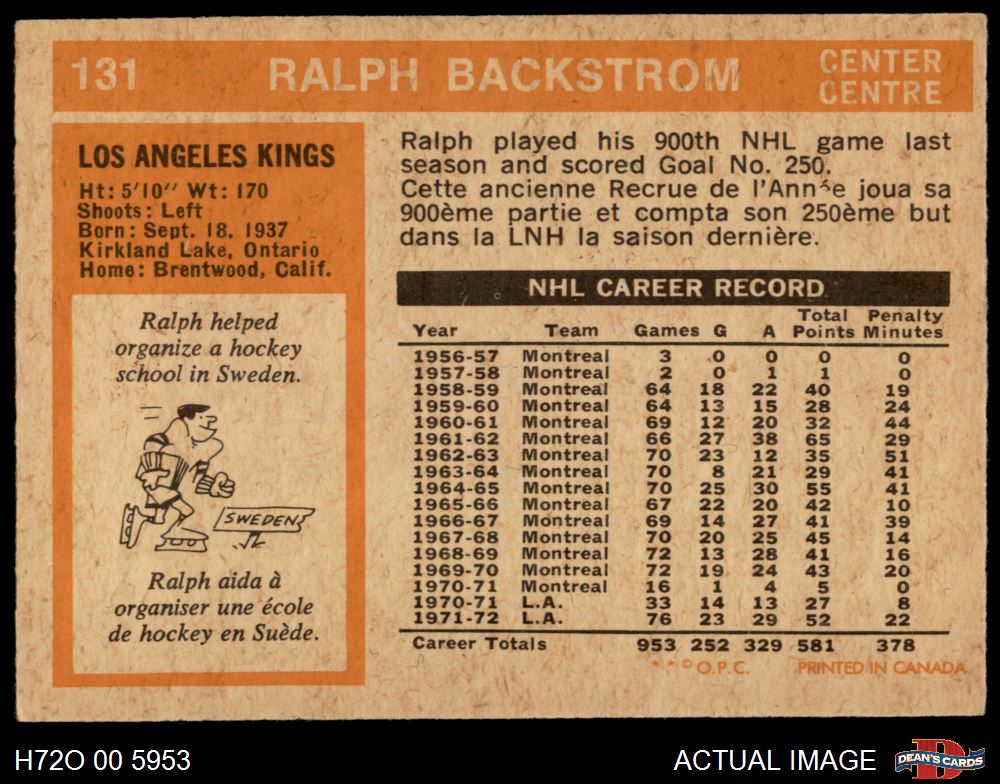 131 RALPH BACKSTROM CENTER
CENTRE
LOS ANGELES KINGS
Ht: 5'10" Wt: 170
Shoots: Left
Born: Sept. 18, 1937
Kirkland Lake, Ontario
Home: Brentwood, Calif.
Ralph helped
organize a hockey
school in Sweden.
SWEDEN
Ralph aida à
organiser une école
de hockey en Suède.
Ralph played his 900th NHL game last
season and scored Goal No. 250.
Cette ancienne Recrue de l'Année joua sa
900ème partie et compta son 250ème but
dans la LNH la saison dernière.
NHL CAREER RECORD
Total Penalty
Year Team Games G A Points Minutes
1956-57 Montreal 3 0 0 0 0
1957-58 Montreal 2 0 1 1 0
1958-59 Montreal 64 18 22 40 19
1959-60 Montreal 64 13 15 28 24
1960-61 Montreal 69 12 20 32 44
1961-62 Montreal 66 27 38 65 29
1962-63 Montreal 70 23 12 35 51
1963-64 Montreal 70 8 21 29 41
1964-65 Montreal 70 25 30 55 41
1965-66 Montreal 67 22 20 42 10
1966-67 Montreal 69 14 27 41 39
1967-68 Montreal 70 20 25 45 14
1968-69 Montreal 72 13 28 41 16
1969-70 Montreal 72 19 24 43 20
1970-71 Montreal 16 1 4 5 0
1970-71 L.A. 33 14 13 27 8
1971-72 L.A. 76 23 29 52 22
Career Totals 953 252 329 581 378
* * © O.P.C. PRINTED IN CANADA
H72O 00 5953 ACTUAL IMAGE DEAN'S CARDS